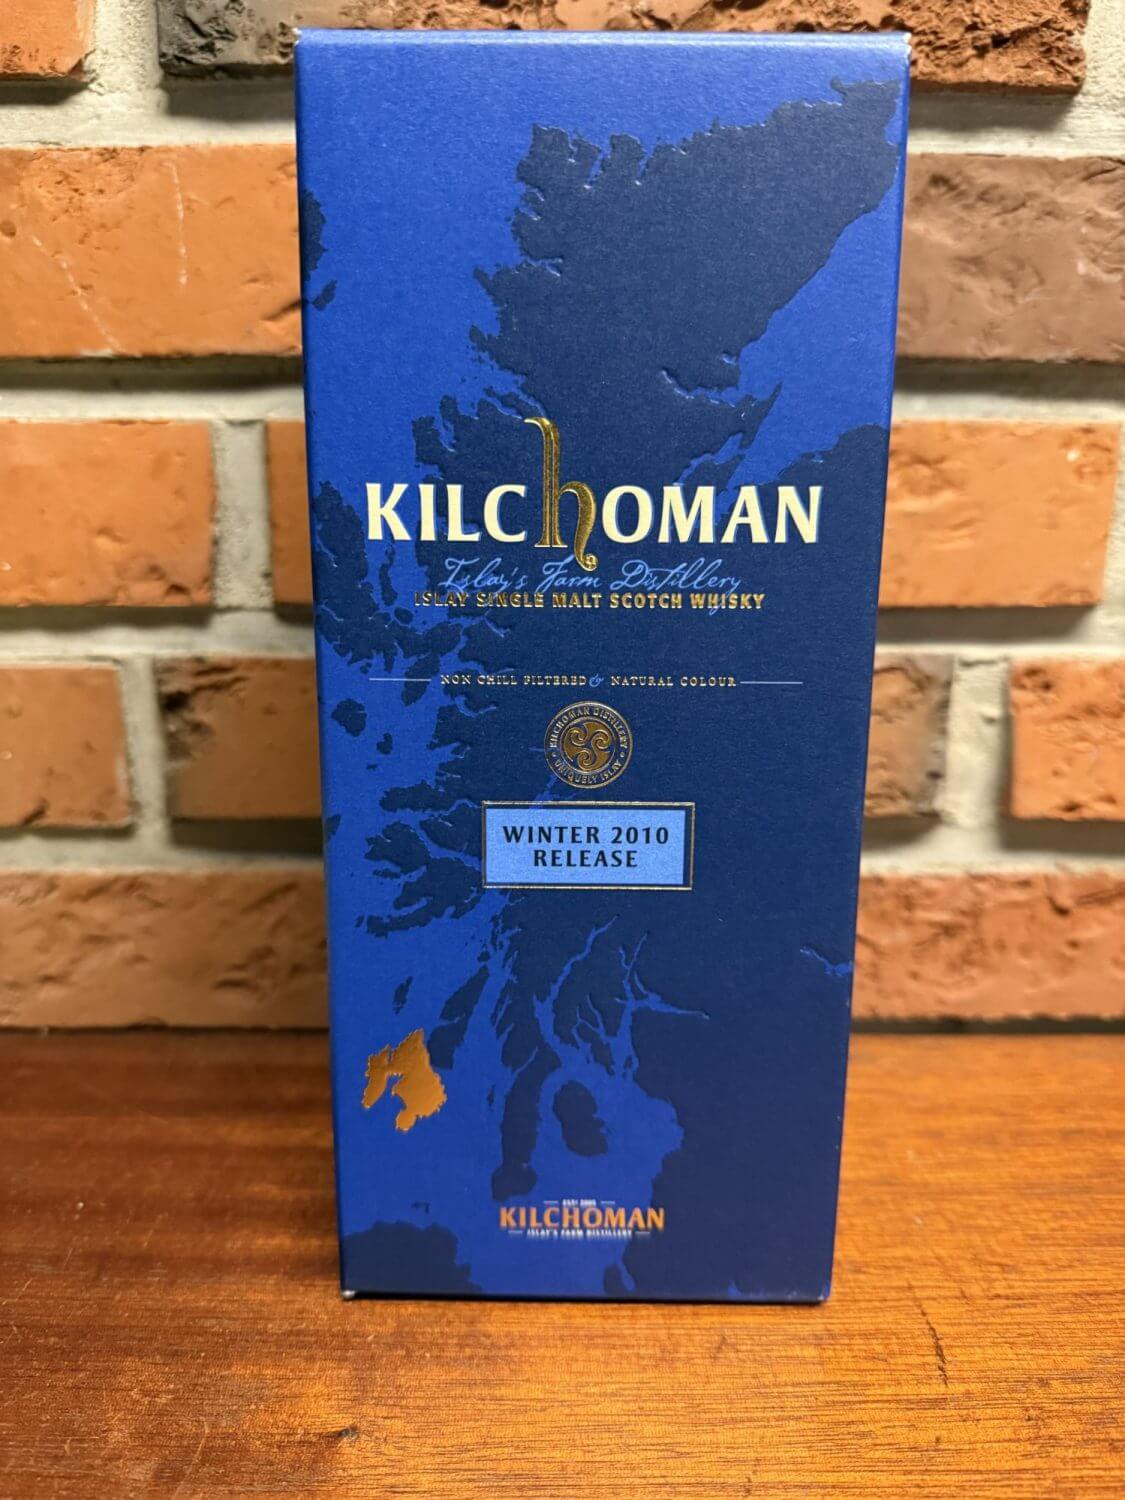 KILCHOMAN
Islay's Farm Distillery
ISLAY SINGLE MALT SCOTCH WHISKY
NON CHILL FILTERED & NATURAL COLOUR
KILCHOMAN DISTILLERY
UNIQUELY ISLAY
WINTER 2010
RELEASE
EST. 2005
KILCHOMAN
ISLAY'S FARM DISTILLERY